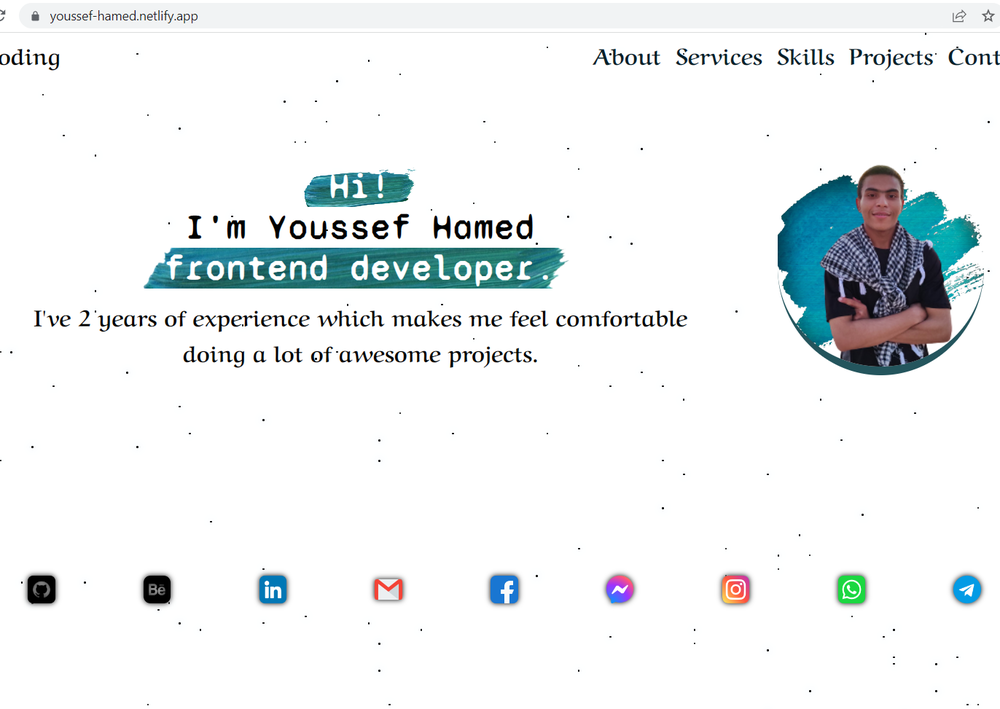 youssef-hamed.netlify.app
oding
About Services Skills Projects Cont
Hi!
I'm Youssef Hamed
frontend developer.
I've 2 years of experience which makes me feel comfortable
doing a lot of awesome projects.
Bē
in